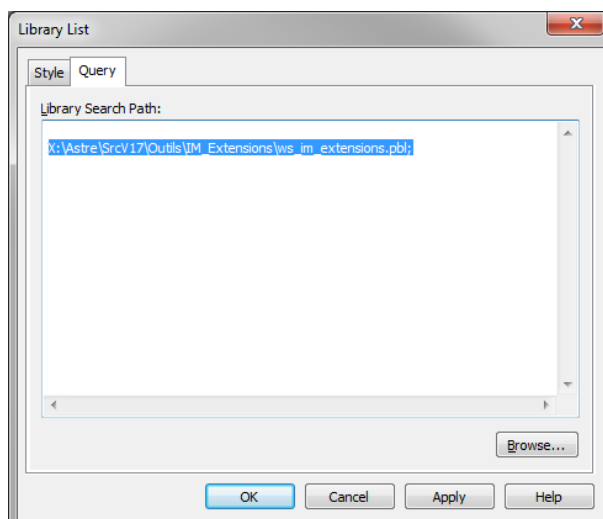 Library List
Style
Query
Library Search Path:
X:\Astre\SrcV17\Outils\IM_Extensions\ws_im_extensions.pbl;
Browse...
OK
Cancel
Apply
Help